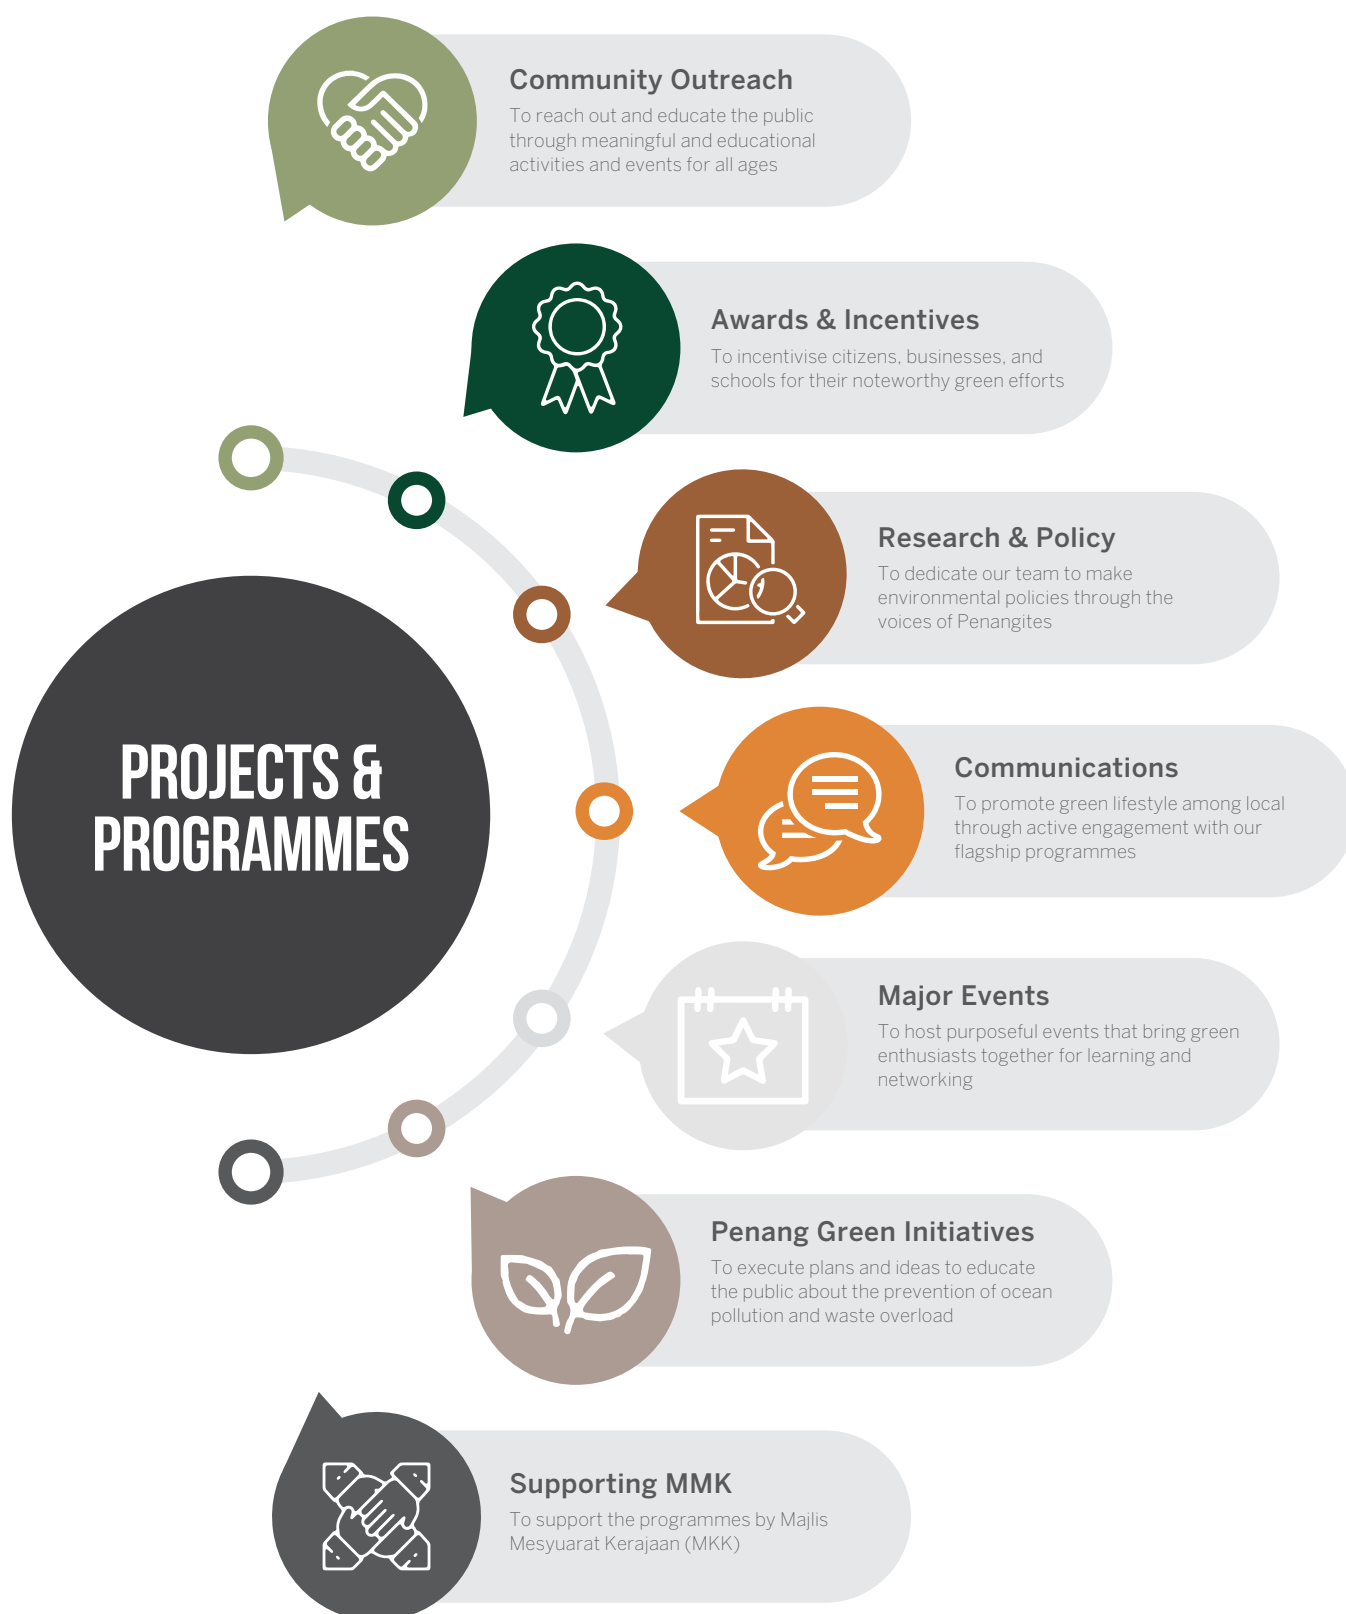 Community Outreach
To reach out and educate the public
through meaningful and educational
activities and events for all ages
Awards & Incentives
To incentivise citizens, businesses, and
schools for their noteworthy green efforts
Research & Policy
To dedicate our team to make
environmental policies through the
voices of Penangites
PROJECTS &
PROGRAMMES
Communications
To promote green lifestyle among local
through active engagement with our
flagship programmes
Major Events
To host purposeful events that bring green
enthusiasts together for learning and
networking
Penang Green Initiatives
To execute plans and ideas to educate
the public about the prevention of ocean
pollution and waste overload
Supporting MMK
To support the programmes by Majlis
Mesyuarat Kerajaan (MKK)